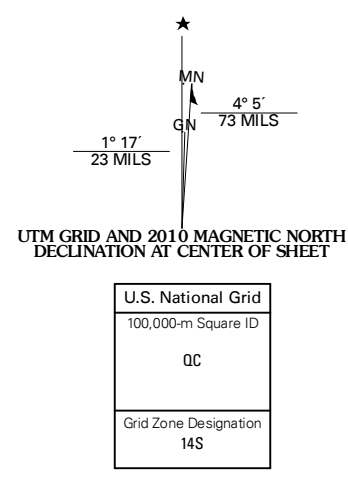 MN
4° 5´
73 MILS
GN
1° 17´
23 MILS
UTM GRID AND 2010 MAGNETIC NORTH
DECLINATION AT CENTER OF SHEET
U.S. National Grid
100,000-m Square ID
QC
Grid Zone Designation
14S